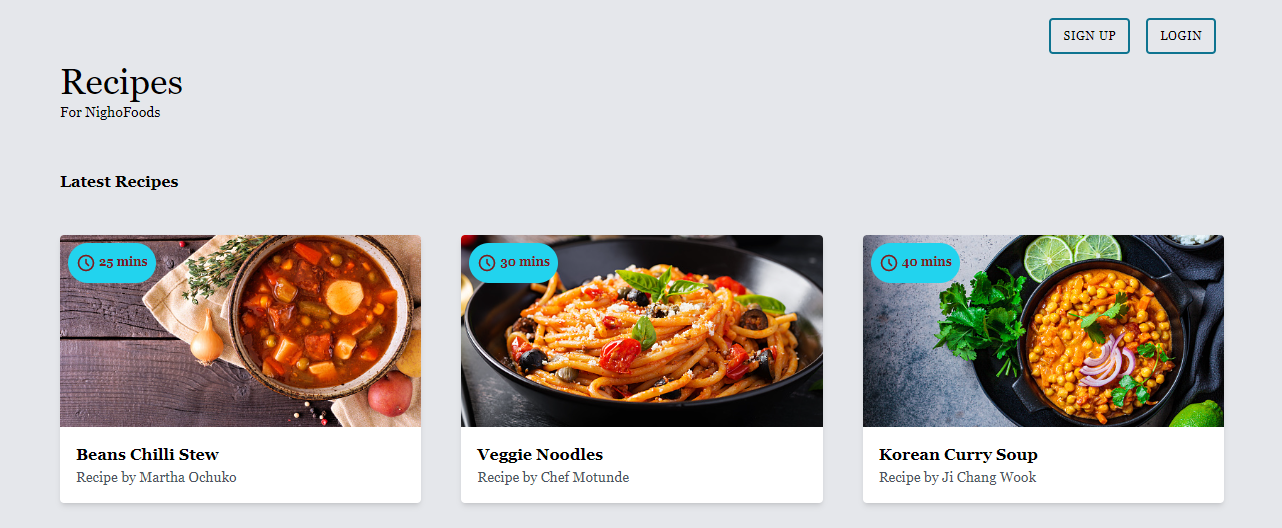 SIGN UP LOGIN
Recipes
For NighoFoods
Latest Recipes
25 mins
30 mins
40 mins
Beans Chilli Stew
Recipe by Martha Ochuko
Veggie Noodles
Recipe by Chef Motunde
Korean Curry Soup
Recipe by Ji Chang Wook